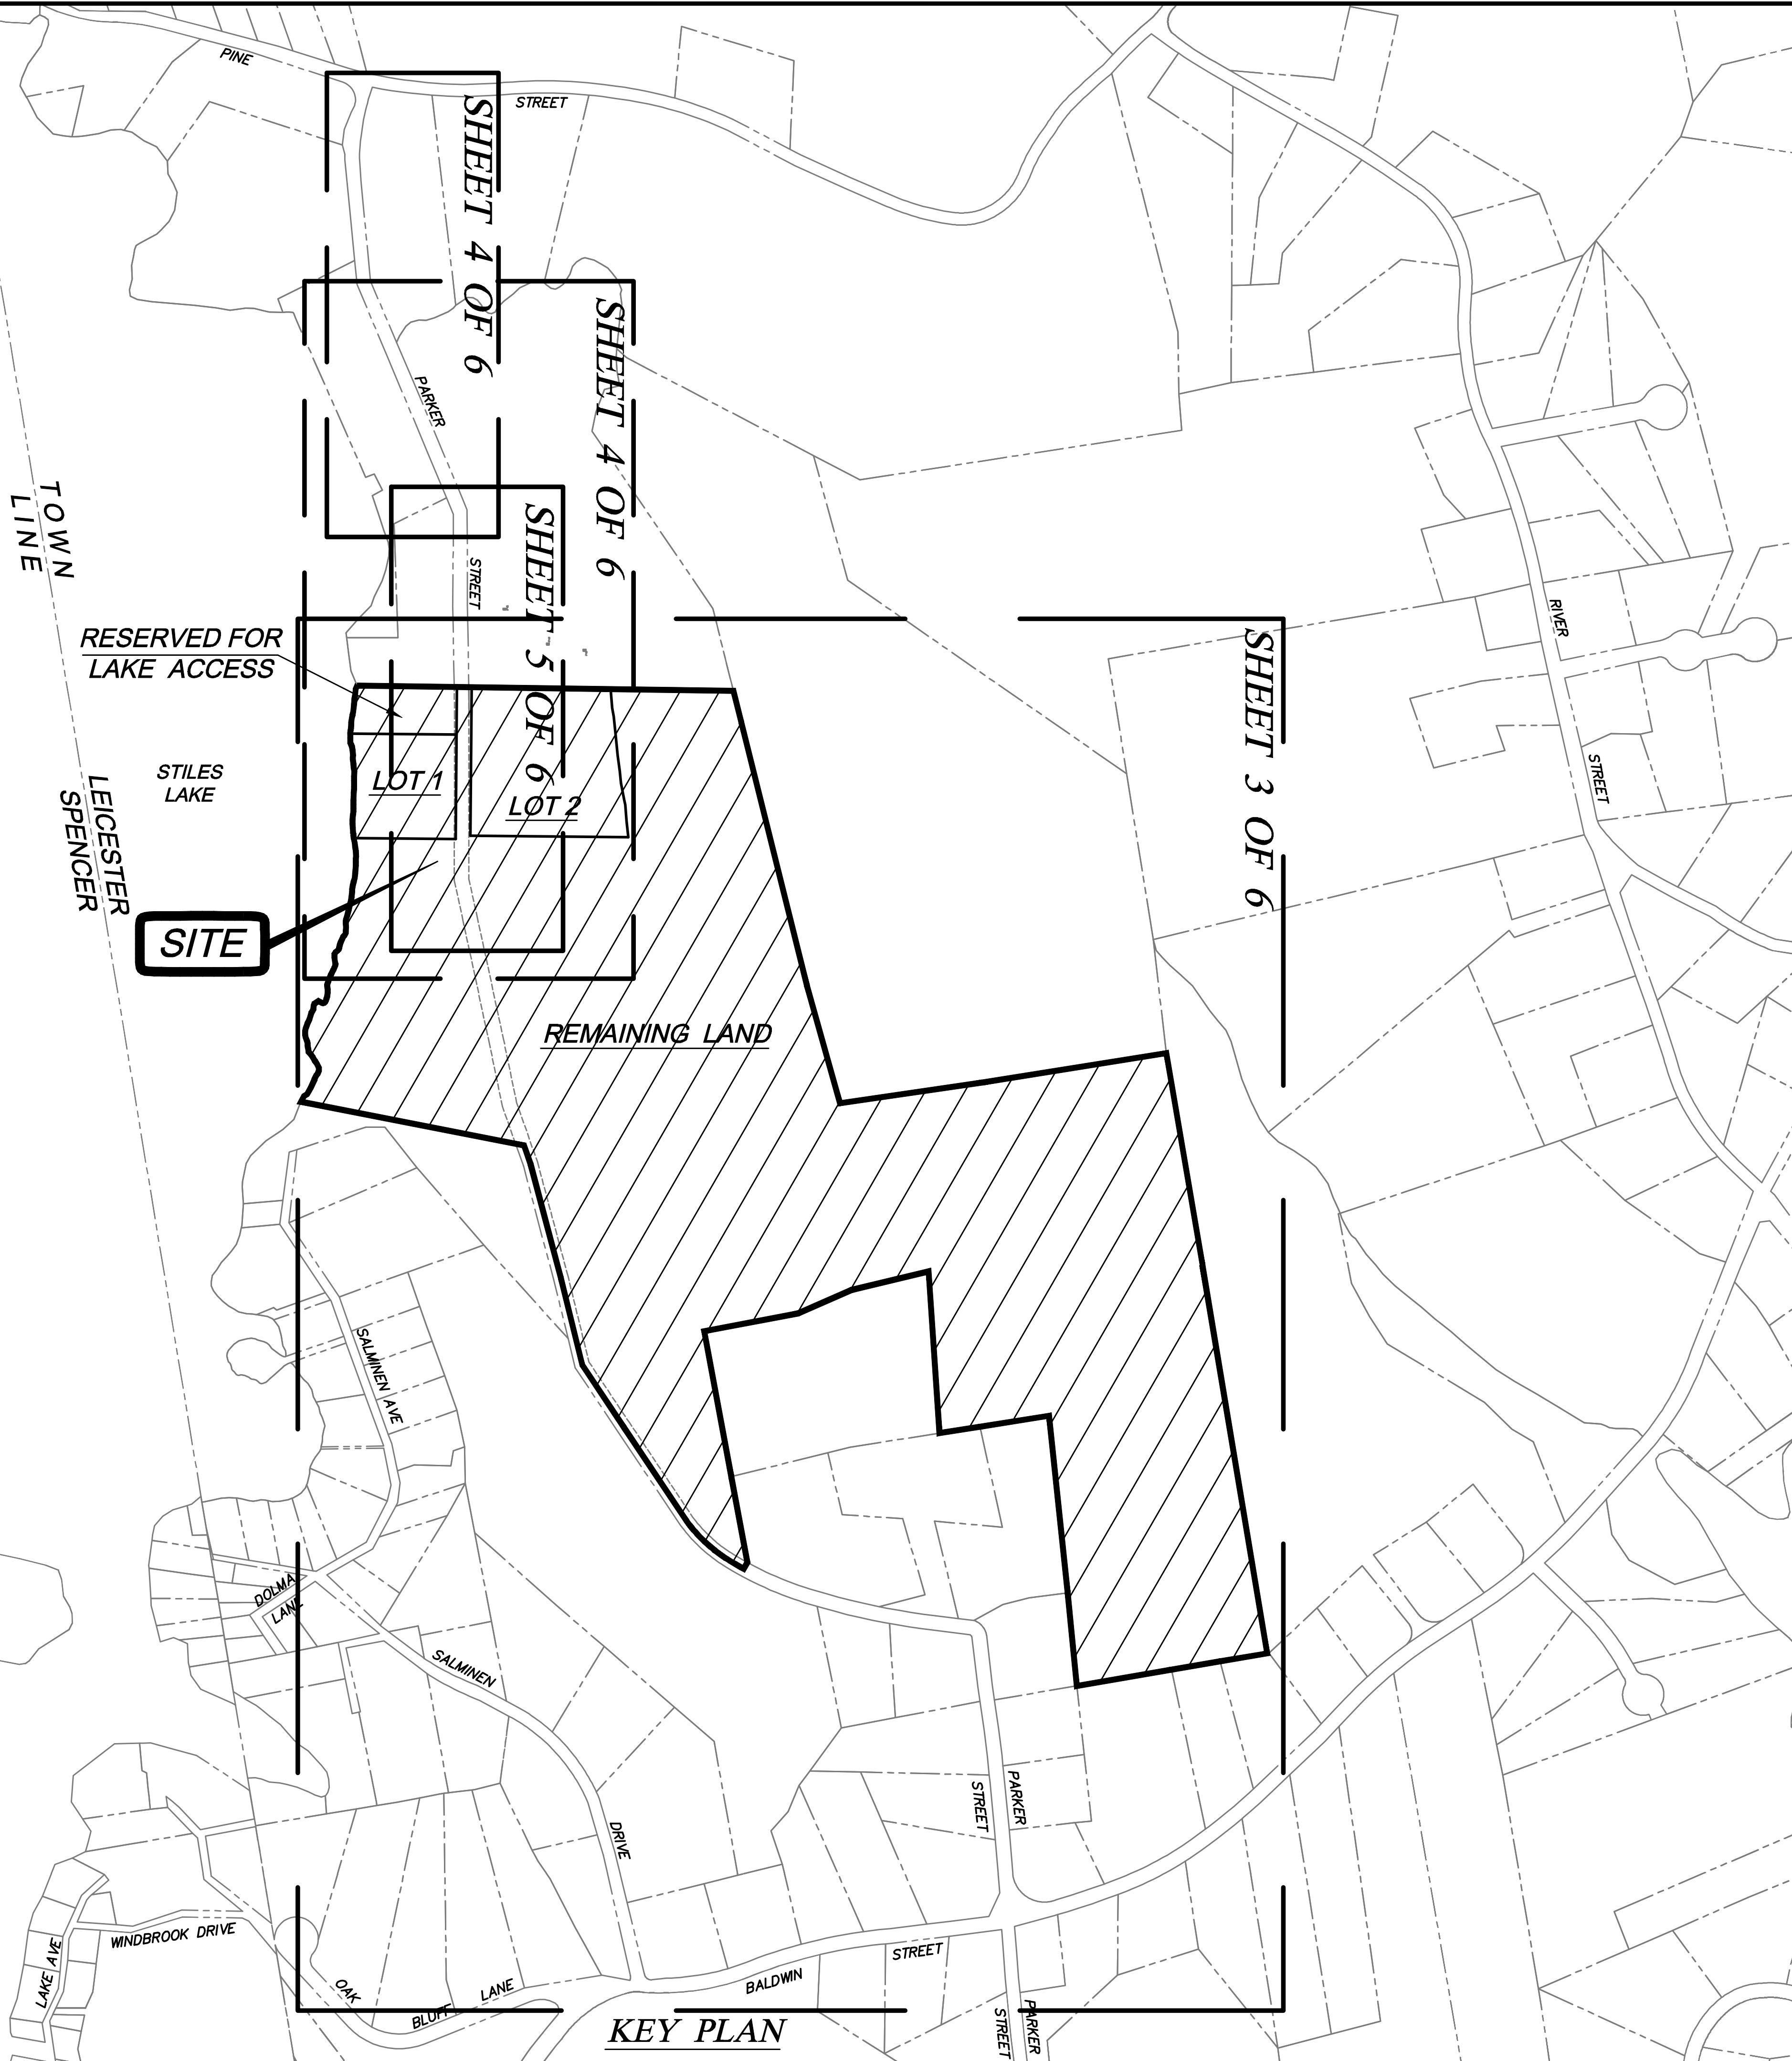 PINE
STREET
SHEET 4 OF 6
SHEET 4 OF 6
PARKER
STREET
SHEET 5 OF 6
TOWN
LINE
RESERVED FOR
LAKE ACCESS
RIVER
STREET
SHEET 3 OF 6
STILES
LAKE
LEICESTER
SPENCER
LOT 1
LOT 2
SITE
REMAINING LAND
SALMINEN AVE
DOLMA
LANE
SALMINEN
DRIVE
PARKER
STREET
WINDBROOK DRIVE
LAKE AVE
OAK
BLUFF
LANE
BALDWIN
STREET
PARKER
STREET
KEY PLAN